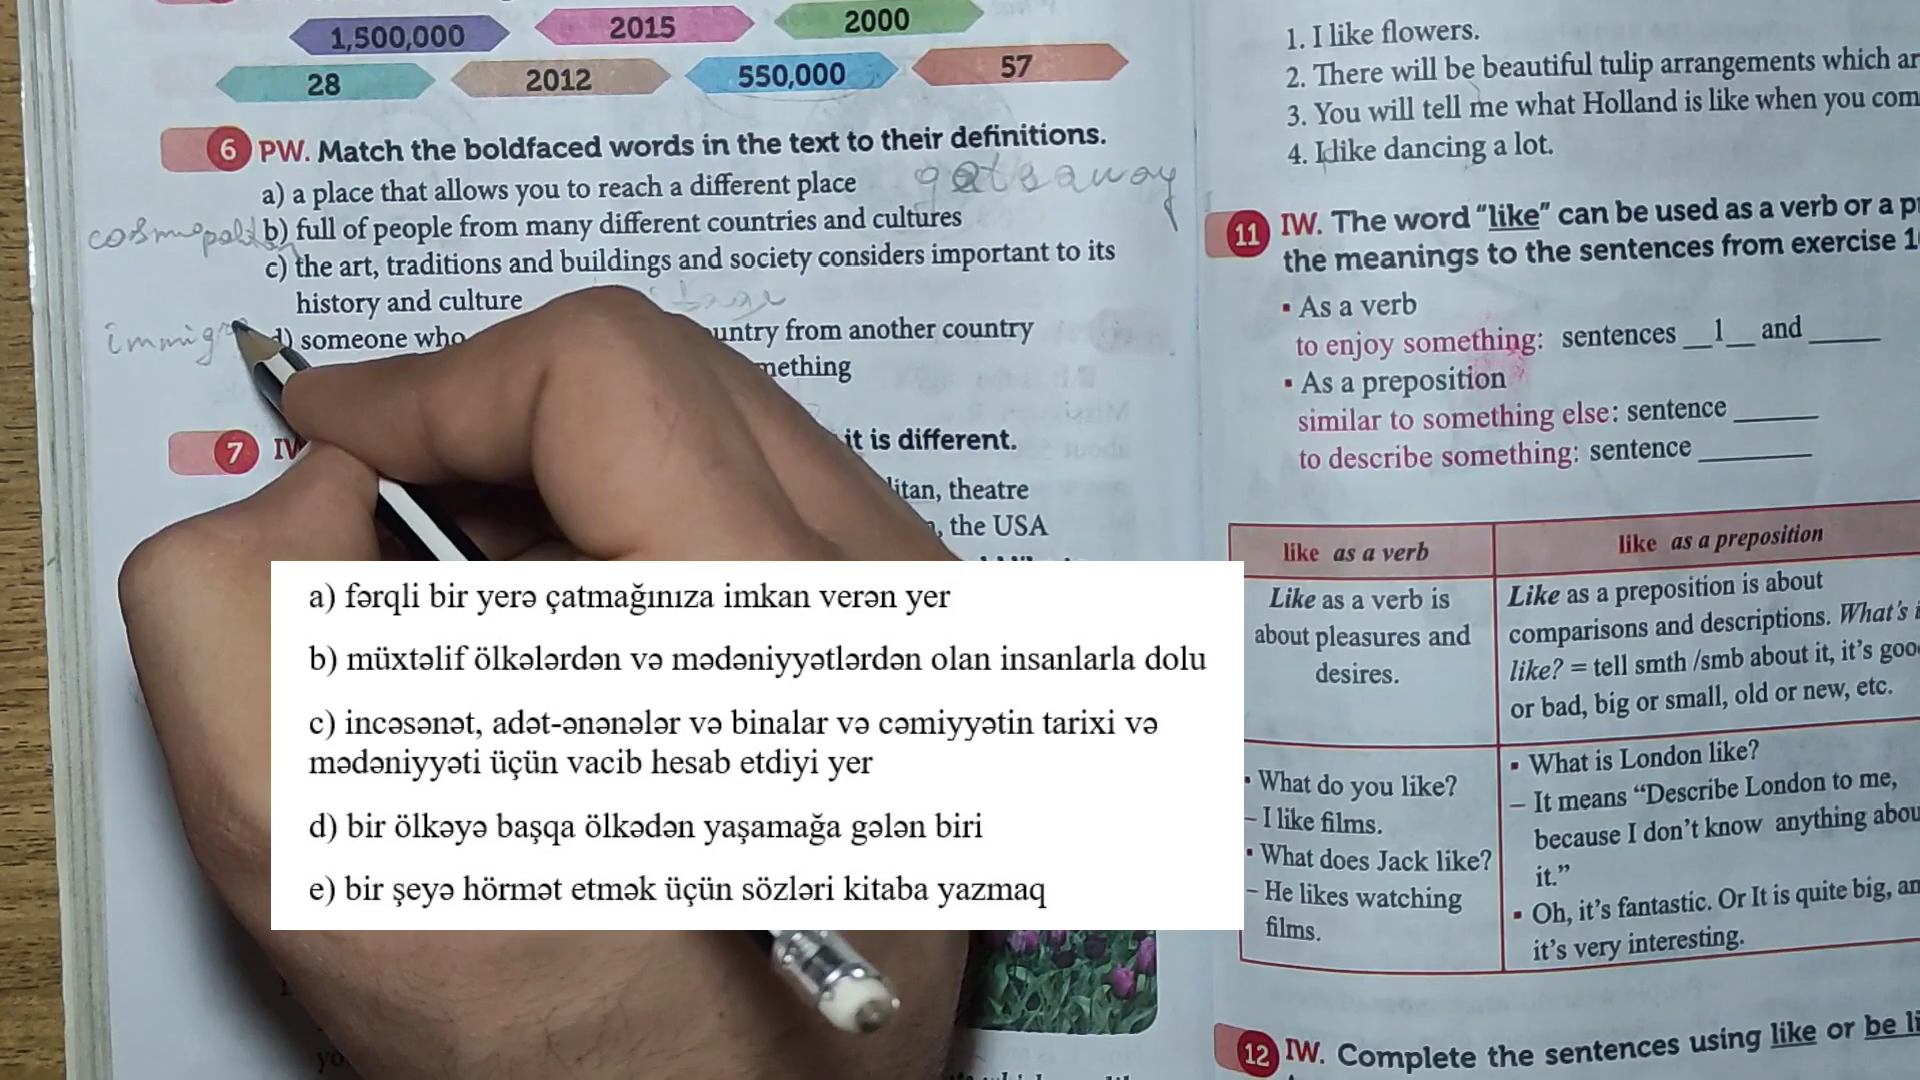 1,500,000
2015
2000
28
2012
550,000
57
6 PW. Match the boldfaced words in the text to their definitions.
a) a place that allows you to reach a different place
b) full of people from many different countries and cultures
c) the art, traditions and buildings and society considers important to its
history and culture
d) someone who
untry from another country
mething
7
it is different.
litan, theatre
, the USA
a) fərqli bir yerə çatmağınıza imkan verən yer
b) müxtəlif ölkələrdən və mədəniyyətlərdən olan insanlarla dolu
c) incəsənət, adət-ənənələr və binalar və cəmiyyətin tarixi və
mədəniyyəti üçün vacib hesab etdiyi yer
d) bir ölkəyə başqa ölkədən yaşamağa gələn biri
e) bir şeyə hörmət etmək üçün sözləri kitaba yazmaq
1. I like flowers.
2. There will be beautiful tulip arrangements which ar
3. You will tell me what Holland is like when you com
4. I like dancing a lot.
11 IW. The word "like" can be used as a verb or a p
the meanings to the sentences from exercise 1
▪ As a verb
to enjoy something: sentences __1__ and _____
▪ As a preposition
similar to something else: sentence ______
to describe something: sentence ________
like as a verb
like as a preposition
Like as a verb is
about pleasures and
desires.
Like as a preposition is about
comparisons and descriptions. What's i
like? = tell smth /smb about it, it's goo
or bad, big or small, old or new, etc.
▪ What do you like?
– I like films.
▪ What does Jack like?
– He likes watching
films.
▪ What is London like?
– It means "Describe London to me,
because I don't know anything abou
it."
▪ Oh, it's fantastic. Or It is quite big, an
it's very interesting.
12 IW. Complete the sentences using like or be li